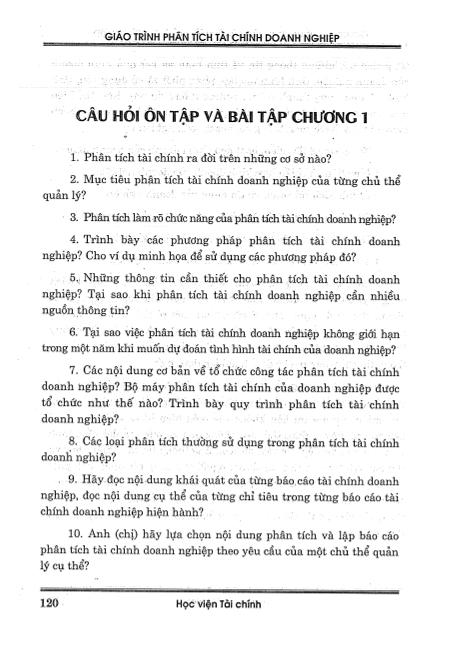 GIÁO TRÌNH PHÂN TÍCH TÀI CHÍNH DOANH NGHIỆP
CÂU HỎI ÔN TẬP VÀ BÀI TẬP CHƯƠNG 1
1. Phân tích tài chính ra đời trên những cơ sở nào?
2. Mục tiêu phân tích tài chính doanh nghiệp của từng chủ thể
quản lý?
3. Phân tích làm rõ chức năng của phân tích tài chính doanh nghiệp?
4. Trình bày các phương pháp phân tích tài chính doanh
nghiệp? Cho ví dụ minh họa để sử dụng các phương pháp đó?
5. Những thông tin cần thiết cho phân tích tài chính doanh
nghiệp? Tại sao khi phân tích tài chính doanh nghiệp cần nhiều
nguồn thông tin?
6. Tại sao việc phân tích tài chính doanh nghiệp không giới hạn
trong một năm khi muốn dự đoán tình hình tài chính của doanh nghiệp?
7. Các nội dung cơ bản về tổ chức công tác phân tích tài chính
doanh nghiệp? Bộ máy phân tích tài chính của doanh nghiệp được
tổ chức như thế nào? Trình bày quy trình phân tích tài chính
doanh nghiệp?
8. Các loại phân tích thường sử dụng trong phân tích tài chính
doanh nghiệp?
9. Hãy đọc nội dung khái quát của từng báo cáo tài chính doanh
nghiệp, đọc nội dung cụ thể của từng chỉ tiêu trong từng báo cáo tài
chính doanh nghiệp hiện hành?
10. Anh (chị) hãy lựa chọn nội dung phân tích và lập báo cáo
phân tích tài chính doanh nghiệp theo yêu cầu của một chủ thể quản
lý cụ thể?
120
Học viện Tài chính